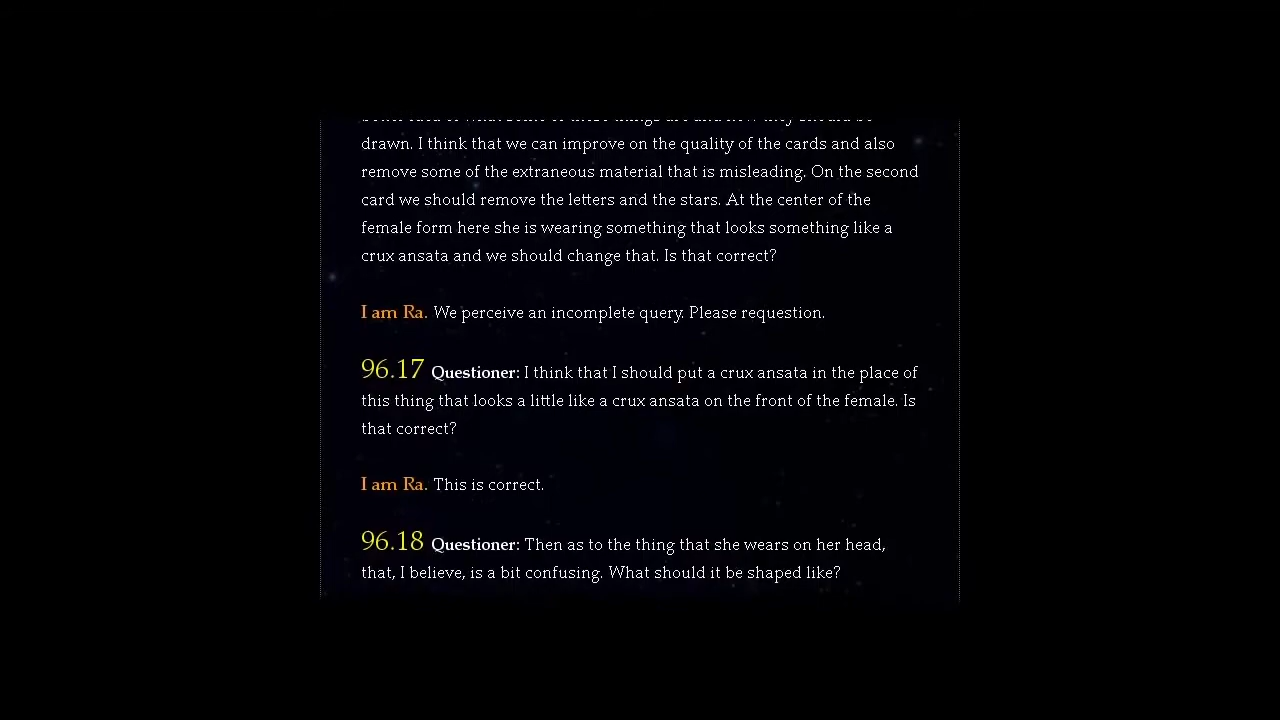 drawn. I think that we can improve on the quality of the cards and also
remove some of the extraneous material that is misleading. On the second
card we should remove the letters and the stars. At the center of the
female form here she is wearing something that looks something like a
crux ansata and we should change that. Is that correct?
I am Ra. We perceive an incomplete query. Please requestion.
96.17 Questioner: I think that I should put a crux ansata in the place of
this thing that looks a little like a crux ansata on the front of the female. Is
that correct?
I am Ra. This is correct.
96.18 Questioner: Then as to the thing that she wears on her head,
that, I believe, is a bit confusing. What should it be shaped like?